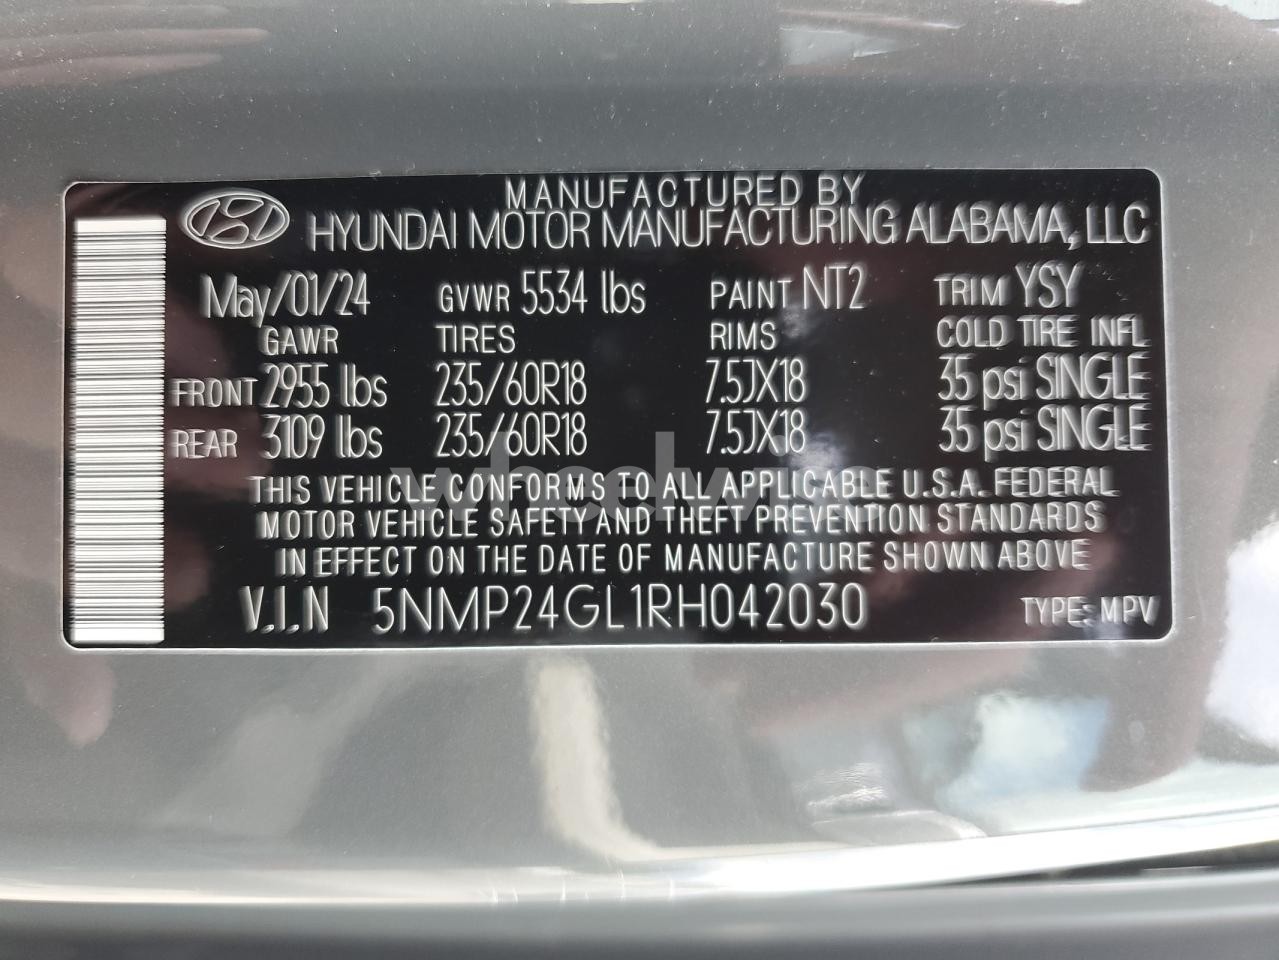 MANUFACTURED BY
HYUNDAI MOTOR MANUFACTURING ALABAMA, LLC
May/01/24 GVWR 5534 lbs PAINT NT2 TRIM YSY
GAWR TIRES RIMS COLD TIRE INFL
FRONT 2955 lbs 235/60R18 7.5JX18 35 psi SINGLE
REAR 3109 lbs 235/60R18 7.5JX18 35 psi SINGLE
THIS VEHICLE CONFORMS TO ALL APPLICABLE U.S.A. FEDERAL
MOTOR VEHICLE SAFETY AND THEFT PREVENTION STANDARDS
IN EFFECT ON THE DATE OF MANUFACTURE SHOWN ABOVE
V.I.N 5NMP24GL1RH042030 TYPE: MPV